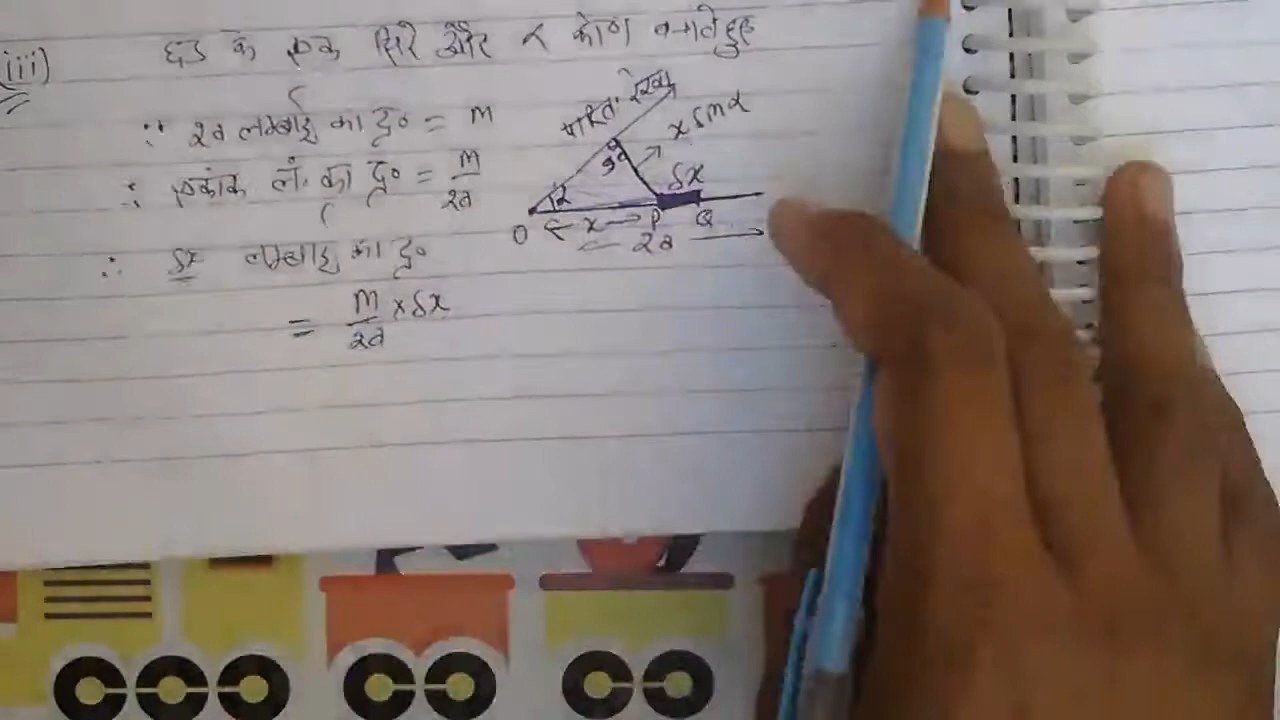 (iii) छड़ के एक सिरे और α कोण बनाते हुए
∵ 2a लम्बाई का द्र० = M
∴ एकांक लं. का द्र० = M/2a
∴ δx लम्बाई का द्र०
= M/2a × δx
रेखा
x sinα
90
α
δx
O ← x → P Q
2a →